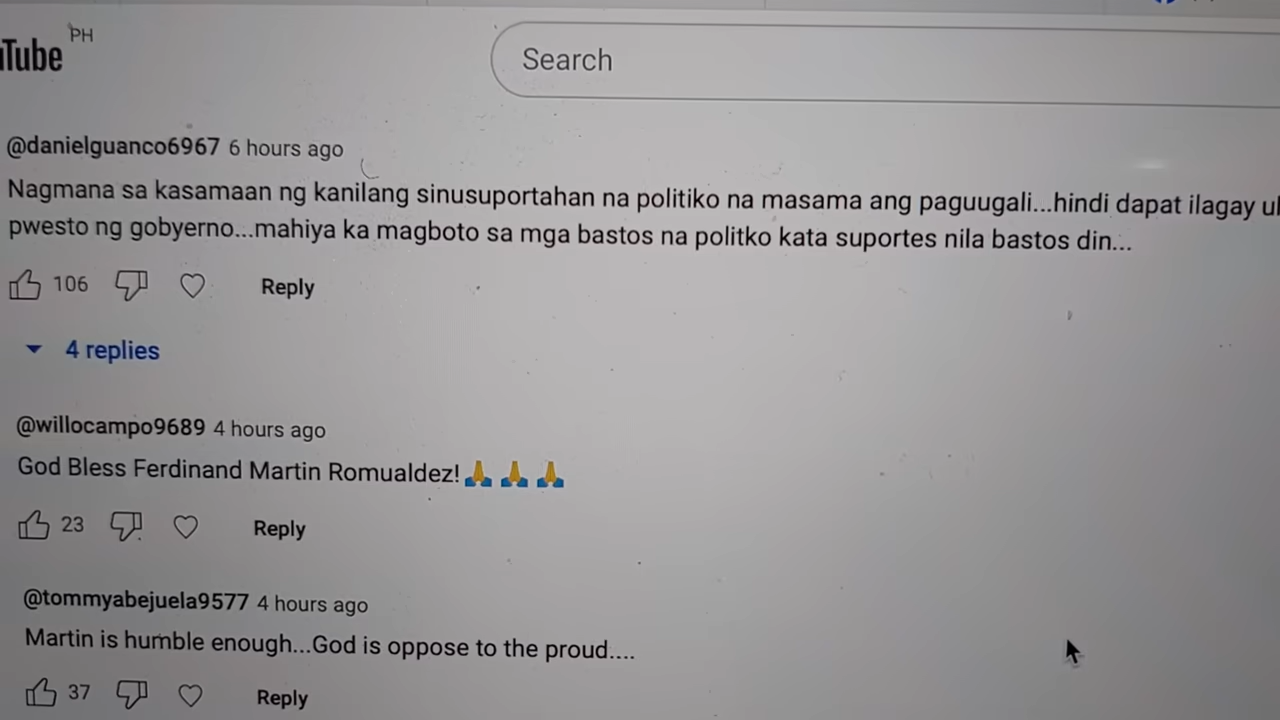 Tube PH
Search
@danielguanco6967 6 hours ago
Nagmana sa kasamaan ng kanilang sinusuportahan na politiko na masama ang paguugali...hindi dapat ilagay
pwesto ng gobyerno...mahiya ka magboto sa mga bastos na politko kata suportes nila bastos din...
106 Reply
4 replies
@willocampo9689 4 hours ago
God Bless Ferdinand Martin Romualdez!🙏🙏🙏
23 Reply
@tommyabejuela9577 4 hours ago
Martin is humble enough...God is oppose to the proud....
37 Reply